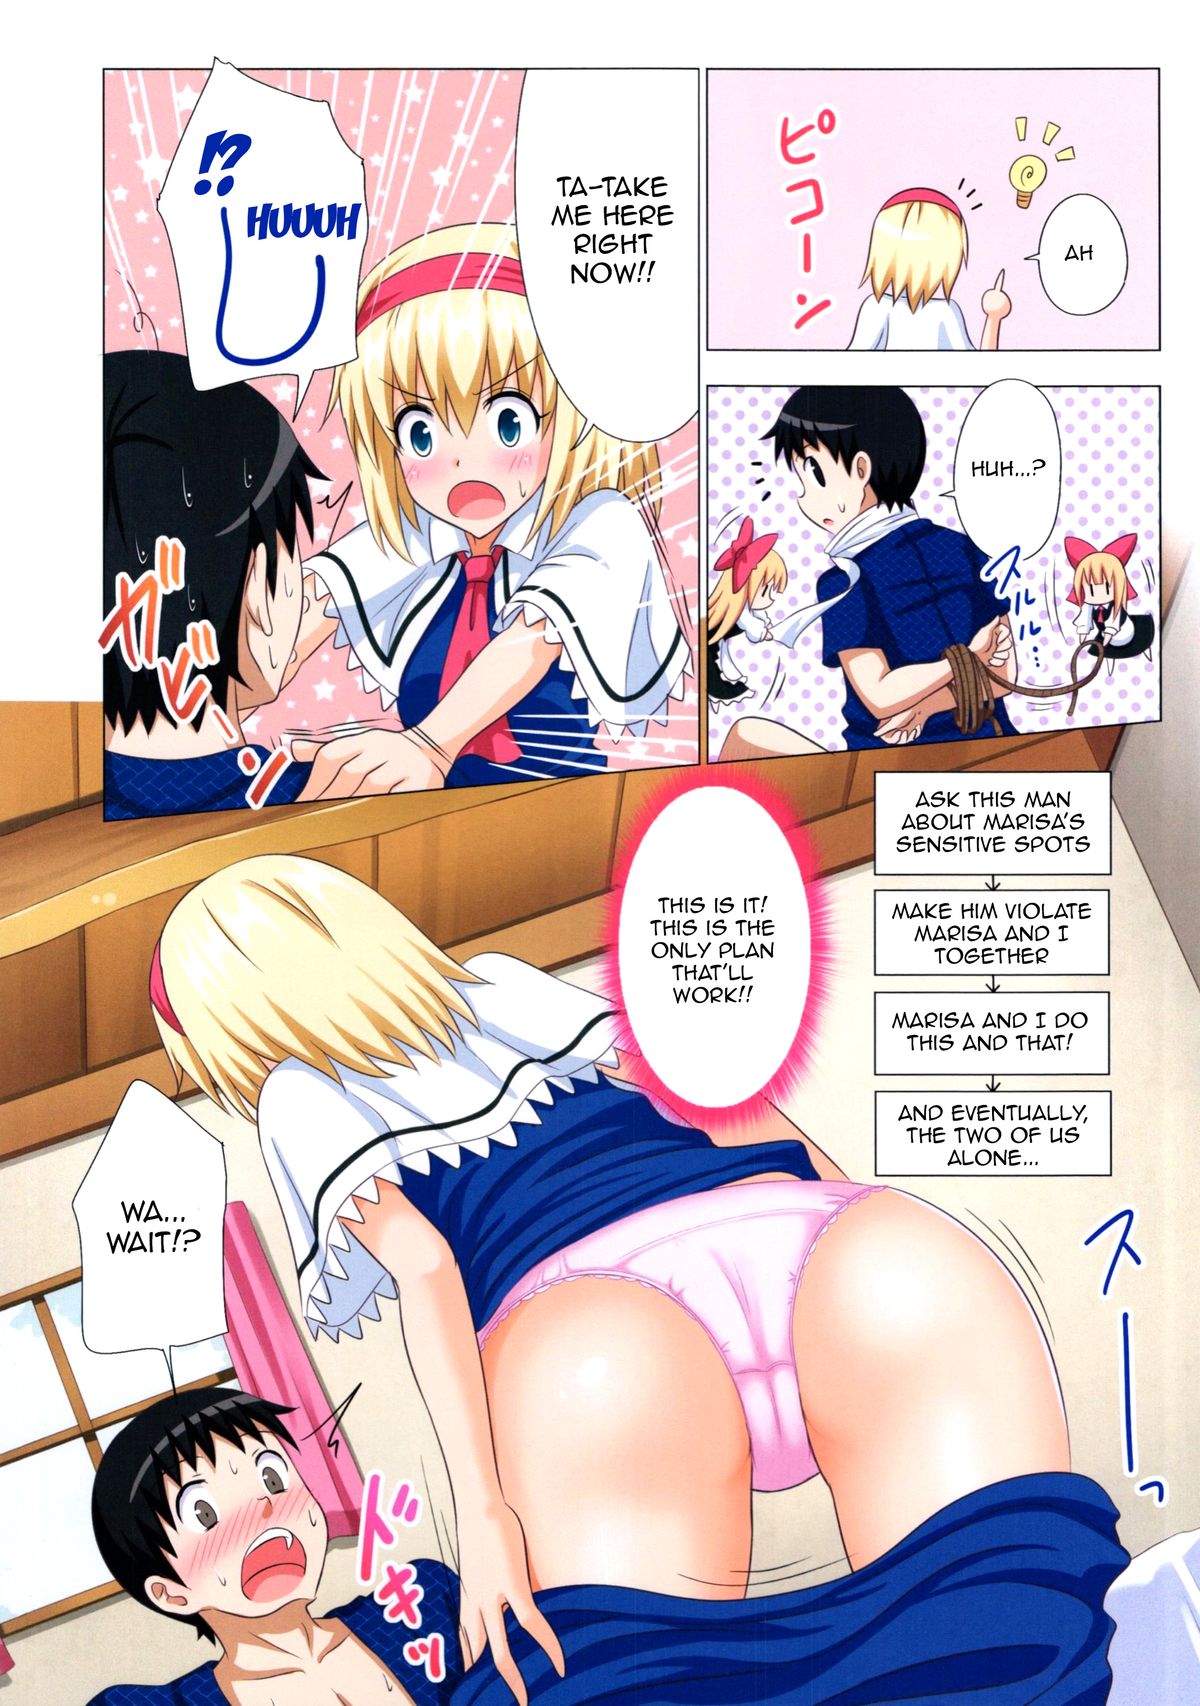 ピコーン
AH
HUH...?
スルルル...
TA-TAKE
ME HERE
RIGHT
NOW!!
!?
HUUUH
ガビーン
ASK THIS MAN
ABOUT MARISA'S
SENSITIVE SPOTS
MAKE HIM VIOLATE
MARISA AND I
TOGETHER
MARISA AND I DO
THIS AND THAT!
AND EVENTUALLY,
THE TWO OF US
ALONE...
THIS IS IT!
THIS IS THE
ONLY PLAN
THAT'LL
WORK!!
WA...
WAIT!?
スーっ
ドキッ